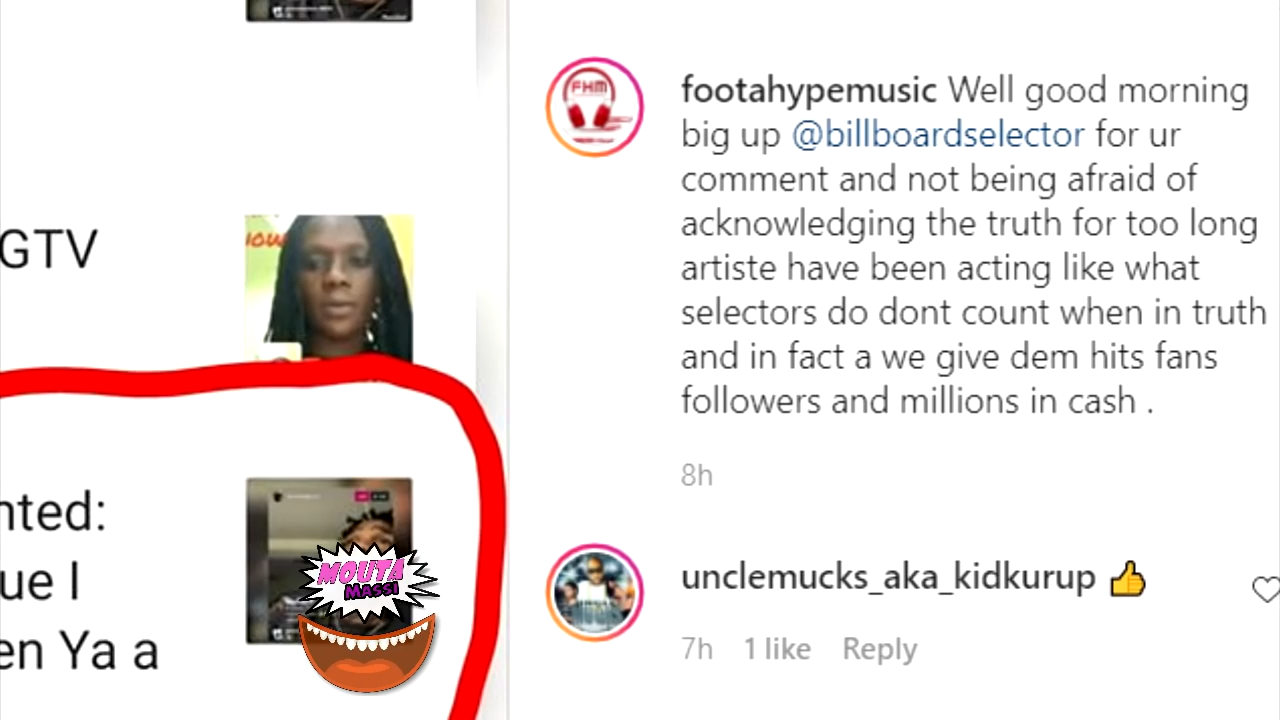 GTV
nted:
ue I
en Ya a
MOUTA
MASSI
FHM
footahypemusic Well good morning
big up @billboardselector for ur
comment and not being afraid of
acknowledging the truth for too long
artiste have been acting like what
selectors do dont count when in truth
and in fact a we give dem hits fans
followers and millions in cash .
8h
unclemucks_aka_kidkurup 👍
7h 1 like Reply